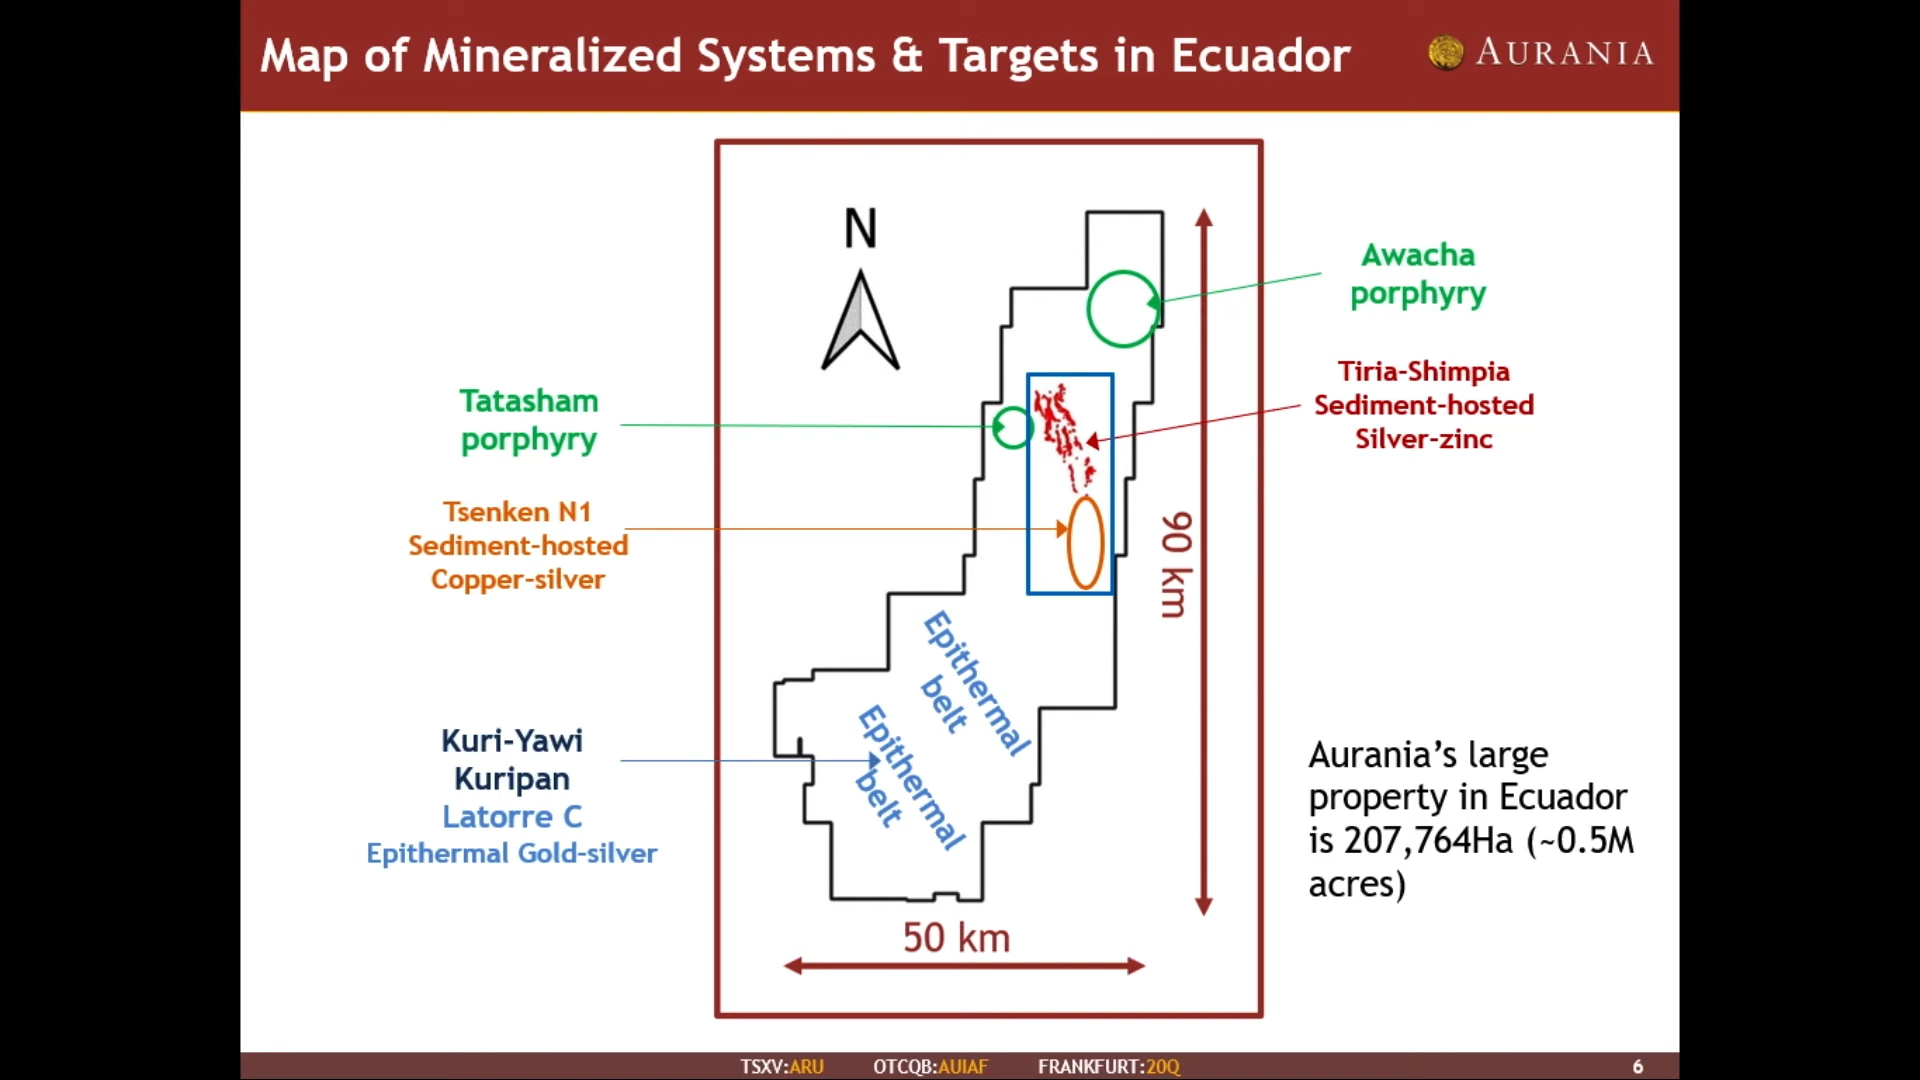 Map of Mineralized Systems & Targets in Ecuador
AURANIA
N
Awacha
porphyry
Tiria-Shimpia
Sediment-hosted
Silver-zinc
Tatasham
porphyry
Tsenken N1
Sediment-hosted
Copper-silver
90 km
Epithermal
belt
Epithermal
belt
Kuri-Yawi
Kuripan
Latorre C
Epithermal Gold-silver
Aurania’s large
property in Ecuador
is 207,764Ha (~0.5M
acres)
50 km
TSXV:ARU OTCQB:AUIAF FRANKFURT:20Q
6